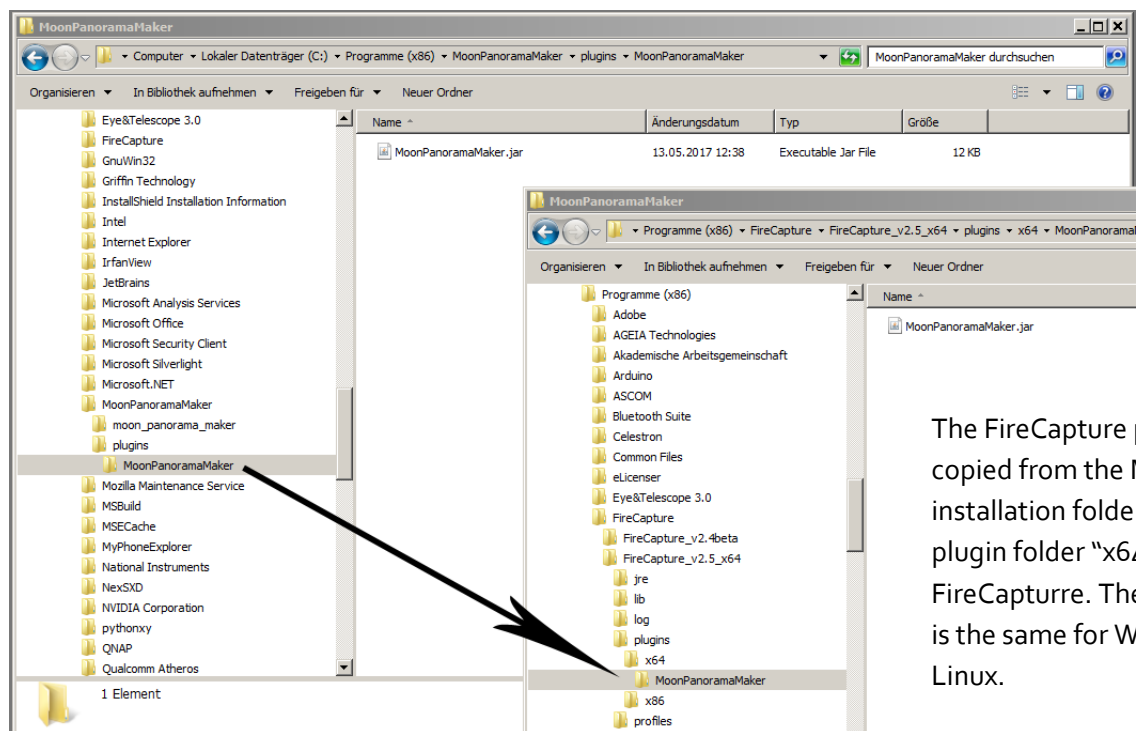 MoonPanoramaMaker
Computer Lokaler Datenträger (C:) Programme (x86) MoonPanoramaMaker plugins MoonPanoramaMaker
MoonPanoramaMaker durchsuchen
Organisieren In Bibliothek aufnehmen Freigeben für Neuer Ordner
Eye&Telescope 3.0
FireCapture
GnuWin32
Griffin Technology
InstallShield Installation Information
Intel
Internet Explorer
IrfanView
JetBrains
Microsoft Analysis Services
Microsoft Office
Microsoft Security Client
Microsoft Silverlight
Microsoft.NET
MoonPanoramaMaker
moon_panorama_maker
plugins
MoonPanoramaMaker
Mozilla Maintenance Service
MSBuild
MSECache
MyPhoneExplorer
National Instruments
NexSXD
NVIDIA Corporation
pythonxy
QNAP
Qualcomm Atheros
1 Element
Name Änderungsdatum Typ Größe
MoonPanoramaMaker.jar 13.05.2017 12:38 Executable Jar File 12 KB
MoonPanoramaMaker
Programme (x86) FireCapture FireCapture_v2.5_x64 plugins x64 MoonPanorama
Organisieren In Bibliothek aufnehmen Freigeben für Neuer Ordner
Programme (x86)
Adobe
AGEIA Technologies
Akademische Arbeitsgemeinschaft
Arduino
ASCOM
Bluetooth Suite
Celestron
Common Files
eLicenser
Eye&Telescope 3.0
FireCapture
FireCapture_v2.4beta
FireCapture_v2.5_x64
jre
lib
log
plugins
x64
MoonPanoramaMaker
x86
profiles
Name
MoonPanoramaMaker.jar
The FireCapture p
copied from the
installation folde
plugin folder "x64
FireCapturre. The
is the same for W
Linux.